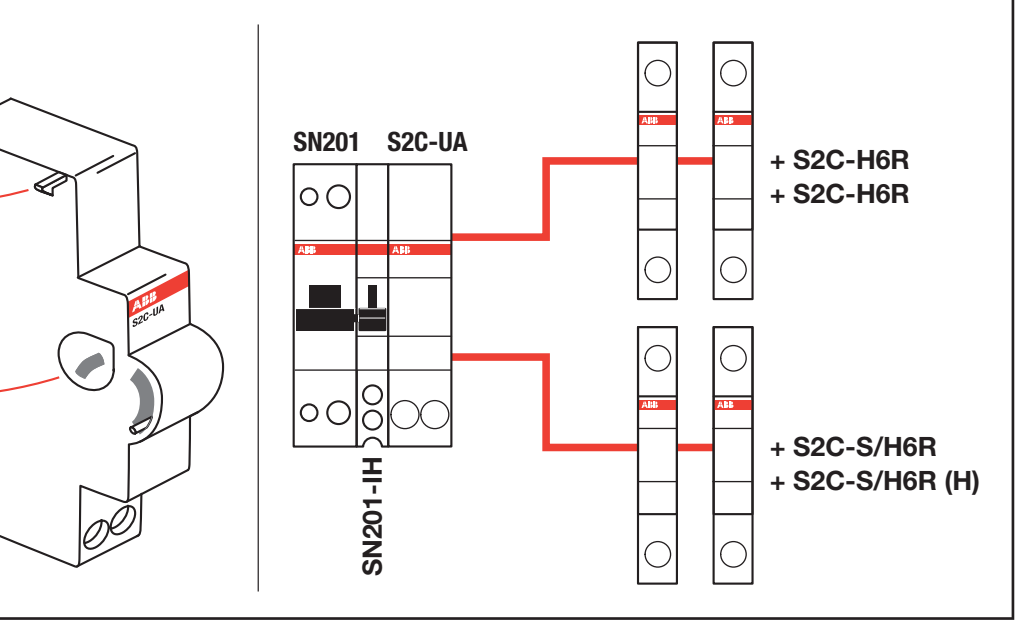 ABB
S2C-UA
SN201 S2C-UA
ABB ABB
SN201-IH
ABB ABB
+ S2C-H6R
+ S2C-H6R
ABB ABB
+ S2C-S/H6R
+ S2C-S/H6R (H)